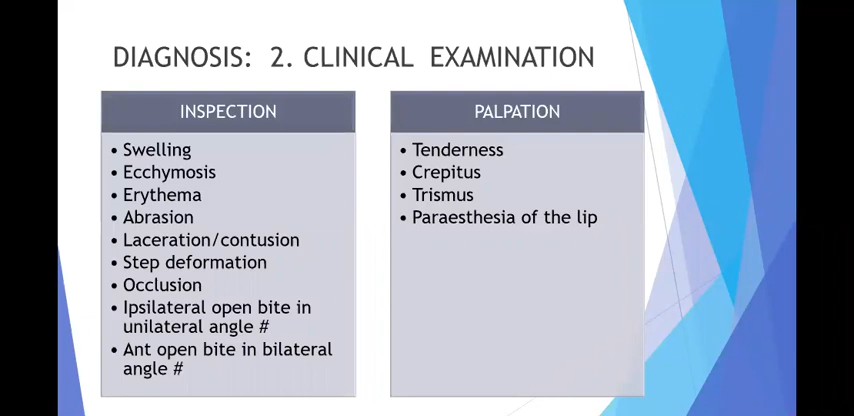 DIAGNOSIS: 2. CLINICAL EXAMINATION
INSPECTION
• Swelling
• Ecchymosis
• Erythema
• Abrasion
• Laceration/contusion
• Step deformation
• Occlusion
• Ipsilateral open bite in
unilateral angle #
• Ant open bite in bilateral
angle #
PALPATION
• Tenderness
• Crepitus
• Trismus
• Paraesthesia of the lip